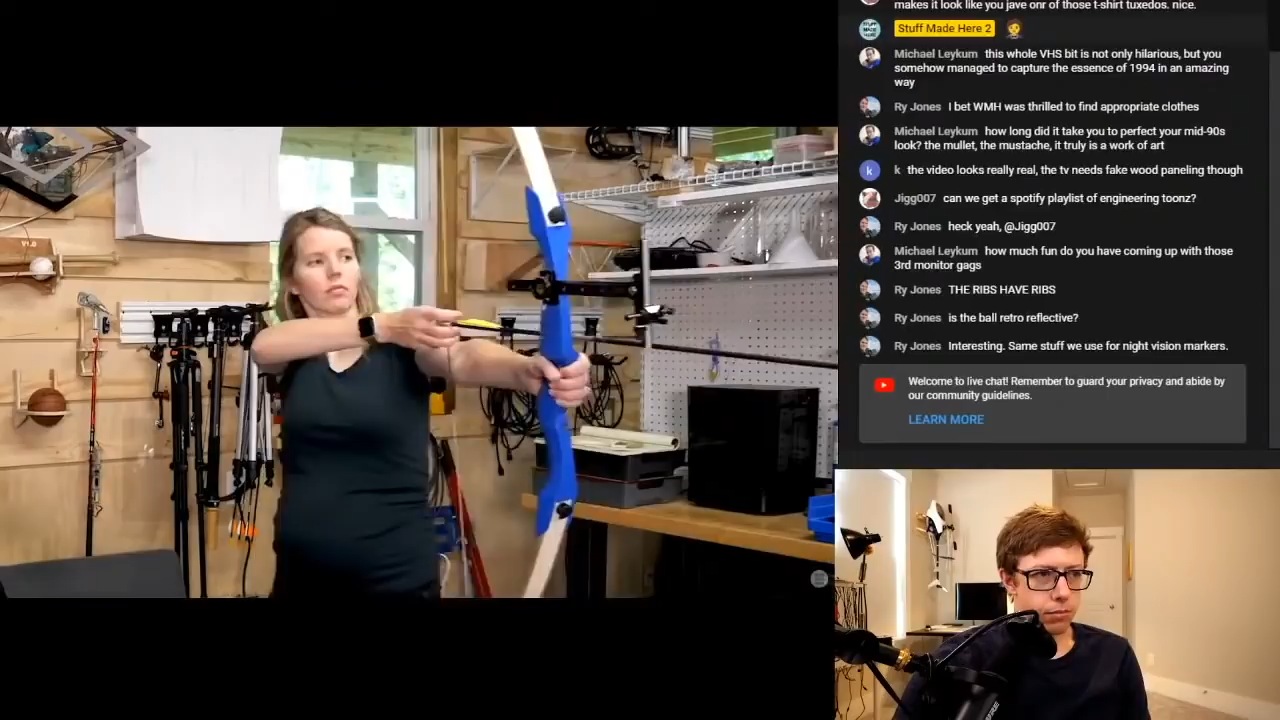 makes it look like you jave onr of those t-shirt tuxedos. nice.
Stuff Made Here 2
Michael Leykum this whole VHS bit is not only hilarious, but you
somehow managed to capture the essence of 1994 in an amazing
way
Ry Jones I bet WMH was thrilled to find appropriate clothes
Michael Leykum how long did it take you to perfect your mid-90s
look? the mullet, the mustache, it truly is a work of art
k k the video looks really real, the tv needs fake wood paneling though
Jigg007 can we get a spotify playlist of engineering toonz?
Ry Jones heck yeah, @Jigg007
Michael Leykum how much fun do you have coming up with those
3rd monitor gags
Ry Jones THE RIBS HAVE RIBS
Ry Jones is the ball retro reflective?
Ry Jones Interesting. Same stuff we use for night vision markers.
Welcome to live chat! Remember to guard your privacy and abide by
our community guidelines.
LEARN MORE
V1.0